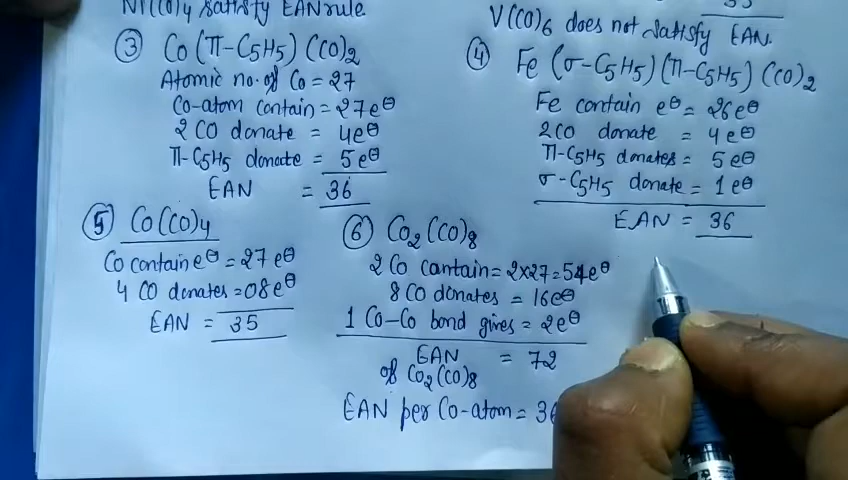 Ni(CO)4 satisfy EAN rule
③ Co (π-C5H5) (CO)2
Atomic no. of Co = 27
Co-atom contain = 27e⊖
2 CO donate = 4e⊖
π-C5H5 donate = 5e⊖
EAN = 36
35
V(CO)6 does not satisfy EAN.
④ Fe (σ-C5H5) (π-C5H5) (CO)2
Fe contain e⊖ = 26e⊖
2CO donate = 4e⊖
π-C5H5 donates = 5e⊖
σ-C5H5 donate = 1e⊖
EAN = 36
⑤ Co(CO)4
Co contain e⊖ = 27e⊖
4 CO donates = 08e⊖
EAN = 35
⑥ Co2(CO)8
2 Co contain = 2x27 = 54e⊖
8 CO donates = 16e⊖
1 Co-Co bond gives = 2e⊖
EAN = 72
of Co2(CO)8
EAN per Co-atom = 36